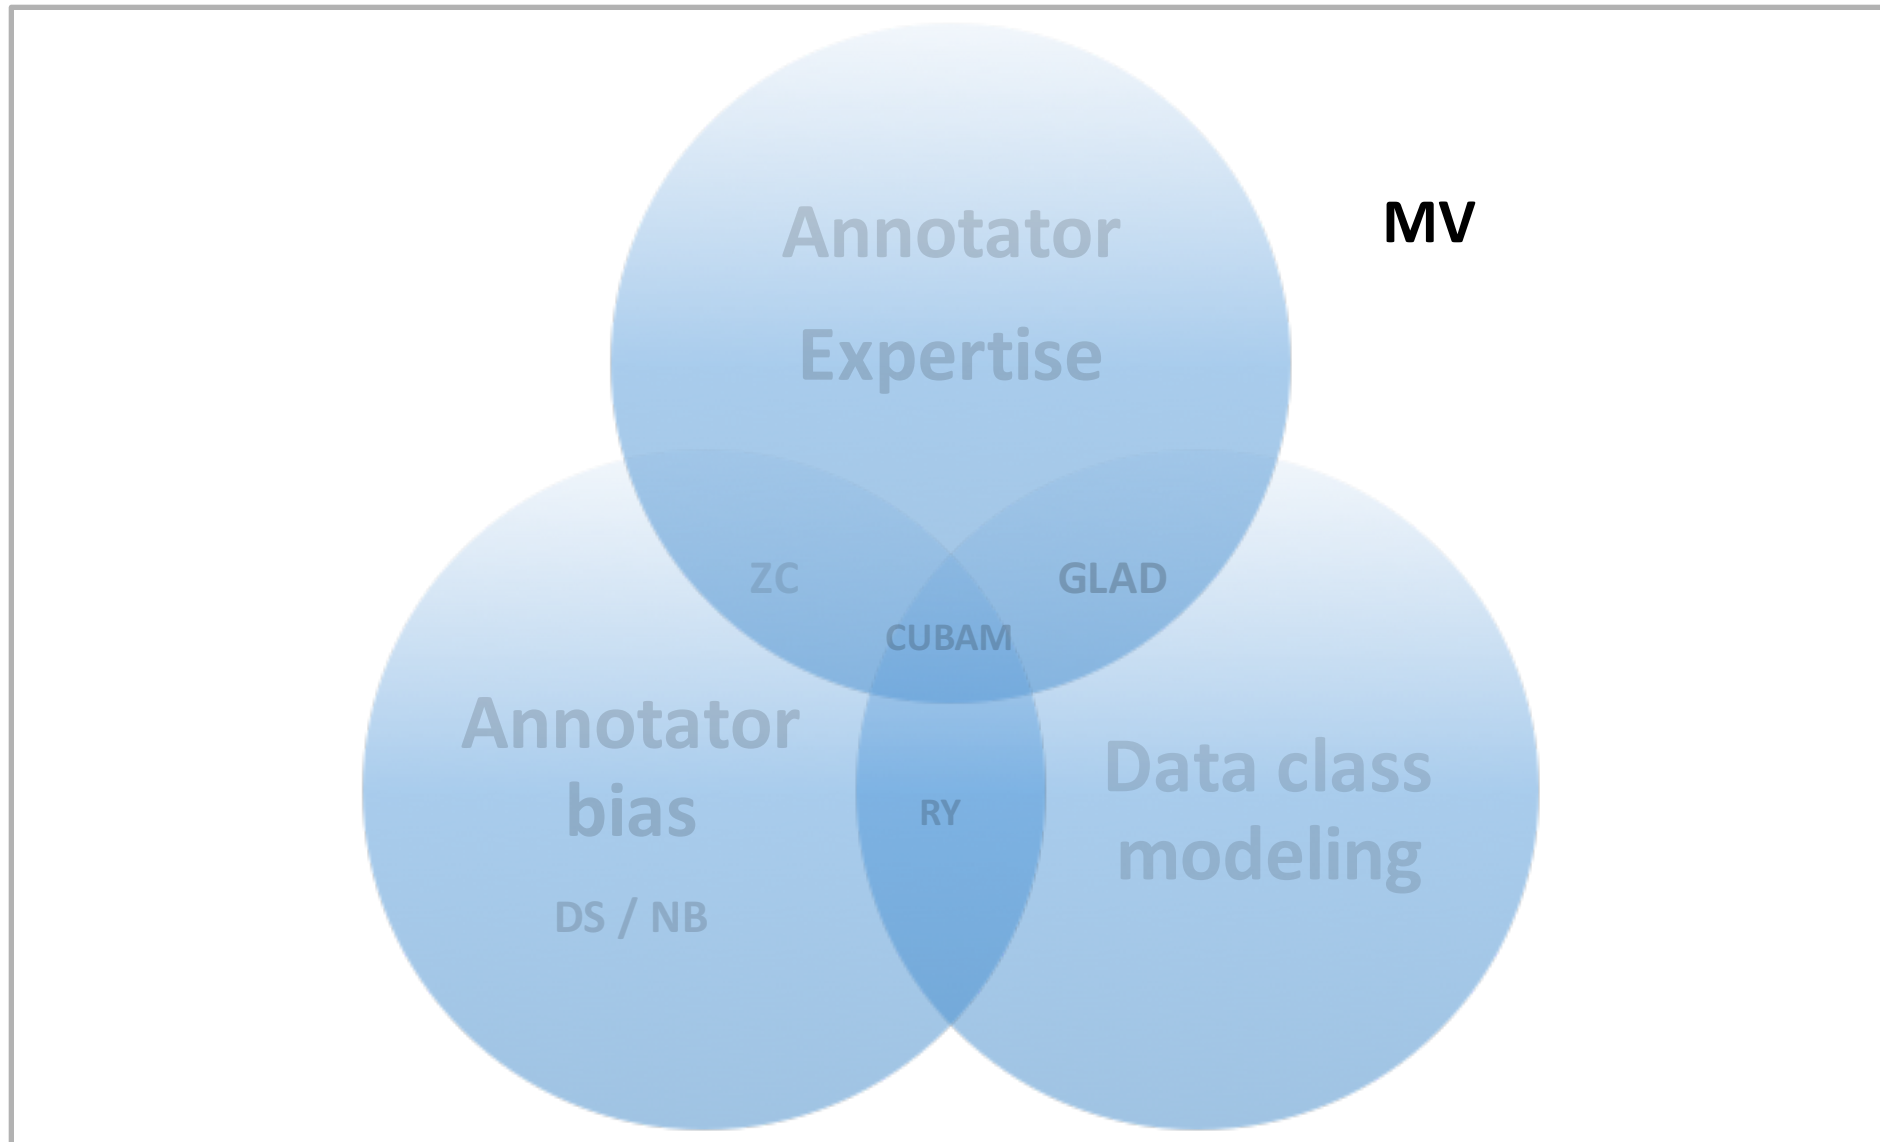 Annotator
Expertise
MV
ZC
GLAD
CUBAM
Annotator
bias
DS / NB
RY
Data class
modeling